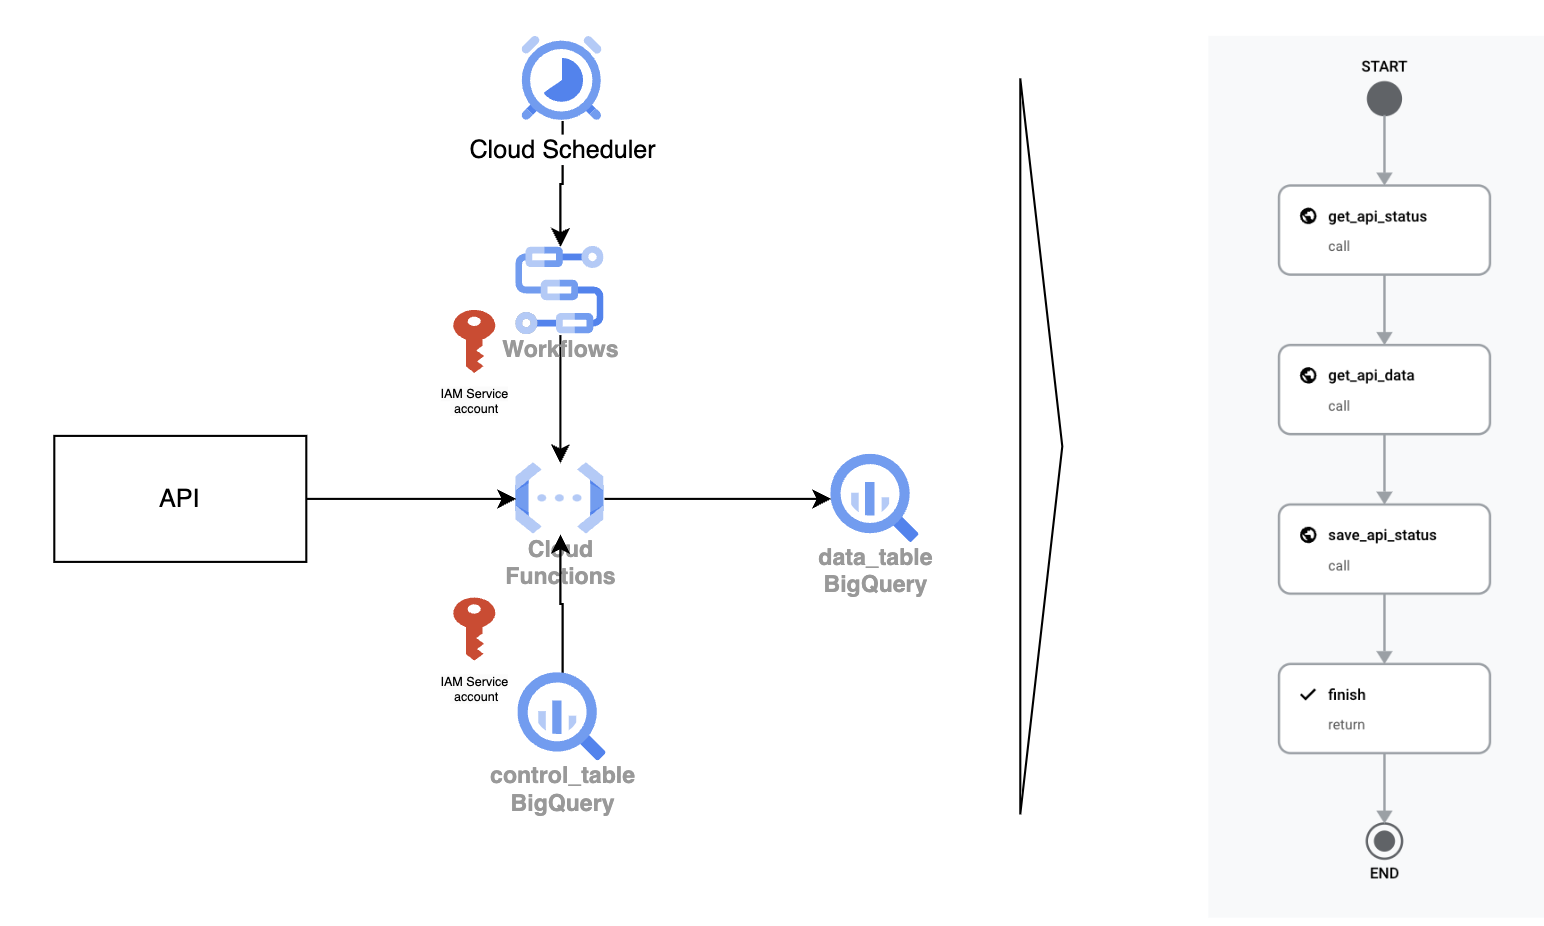 Cloud Scheduler
Workflows
IAM Service
account
API
Cloud
Functions
data_table
BigQuery
IAM Service
account
control_table
BigQuery
START
get_api_status
call
get_api_data
call
save_api_status
call
finish
return
END